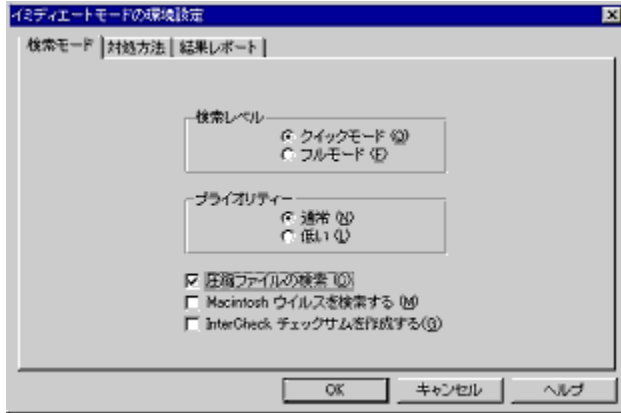 イミディエートモードの環境設定
検索モード 対処方法 結果レポート
検索レベル
クイックモード (Q)
フルモード (F)
プライオリティー
通常 (N)
低い (L)
圧縮ファイルの検索 (C)
Macintosh ウイルスを検索する (M)
InterCheck チェックサムを作成する(G)
OK キャンセル ヘルプ